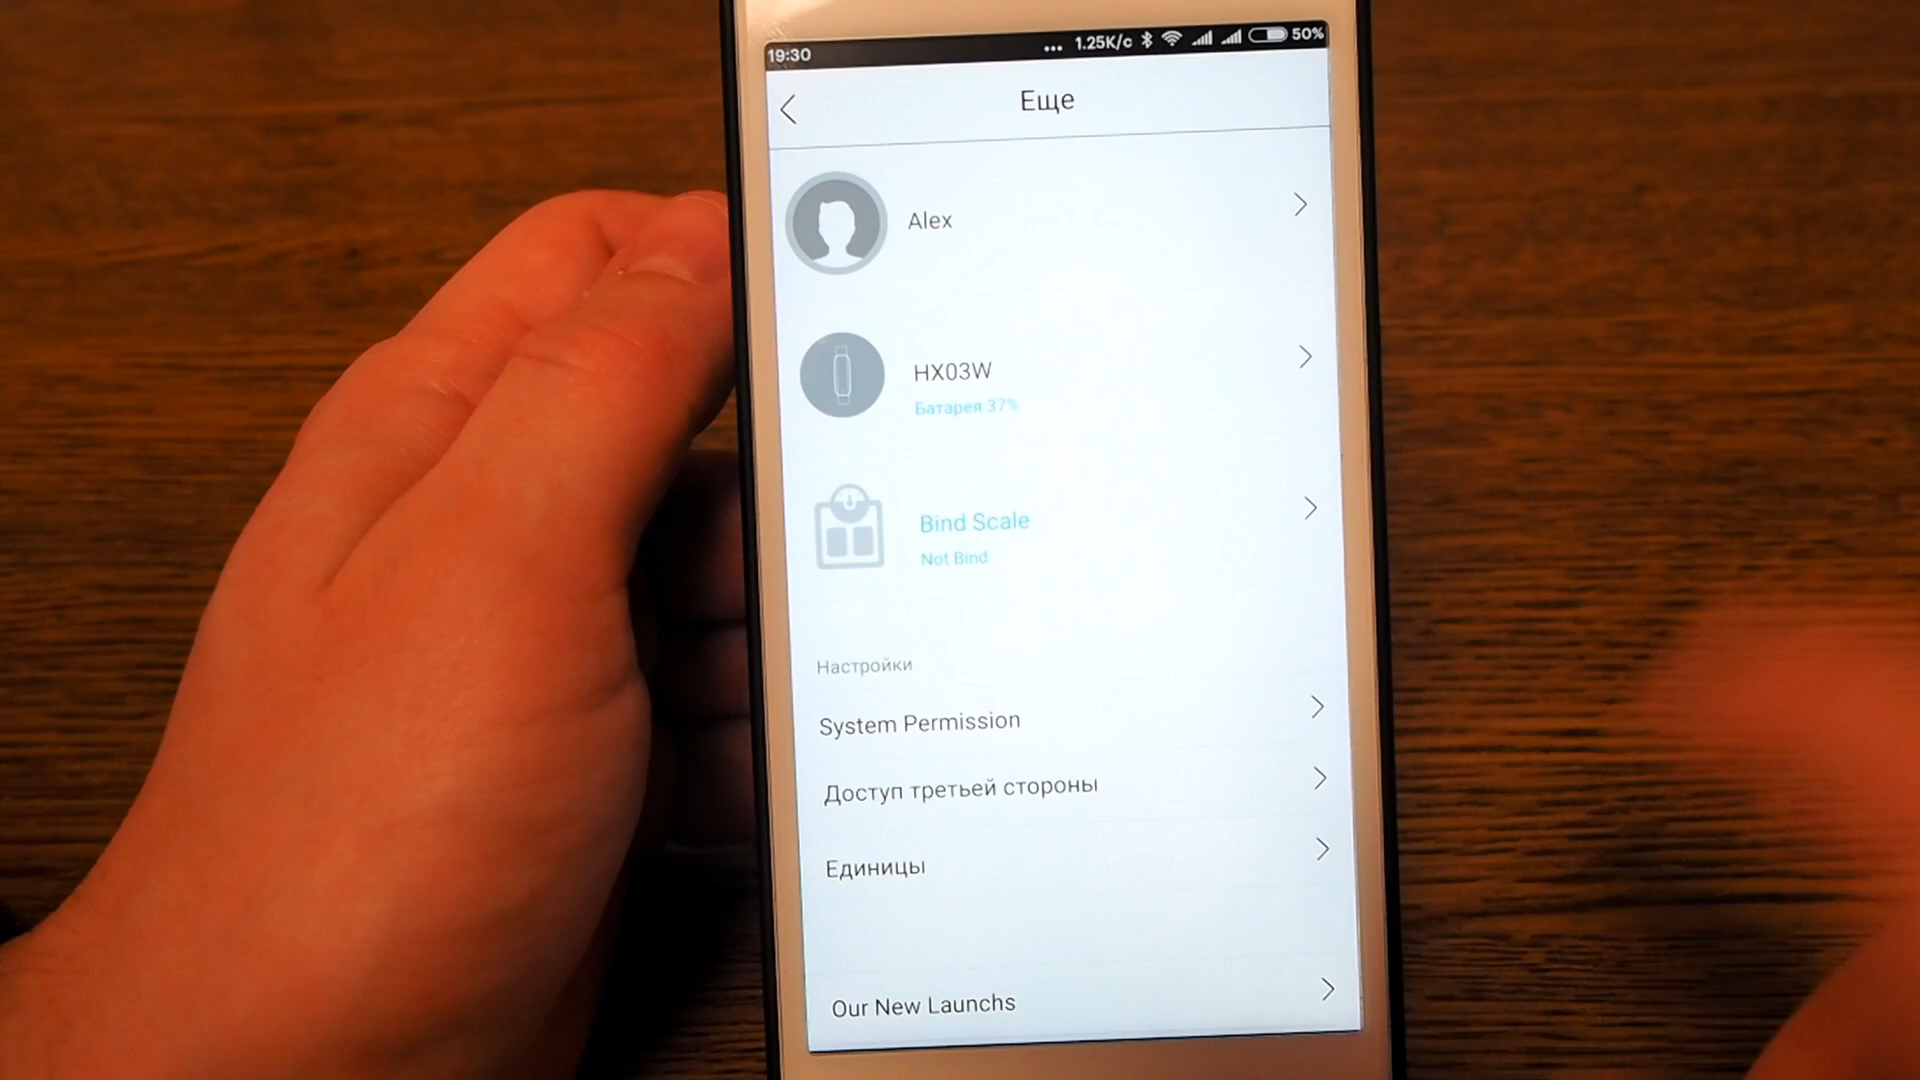 19:30 ... 1.25K/c 50%
Еще
Alex
HX03W
Батарея:37%
Bind Scale
Not Bind
Настройки
System Permission
Доступ третьей стороны
Единицы
Our New Launchs